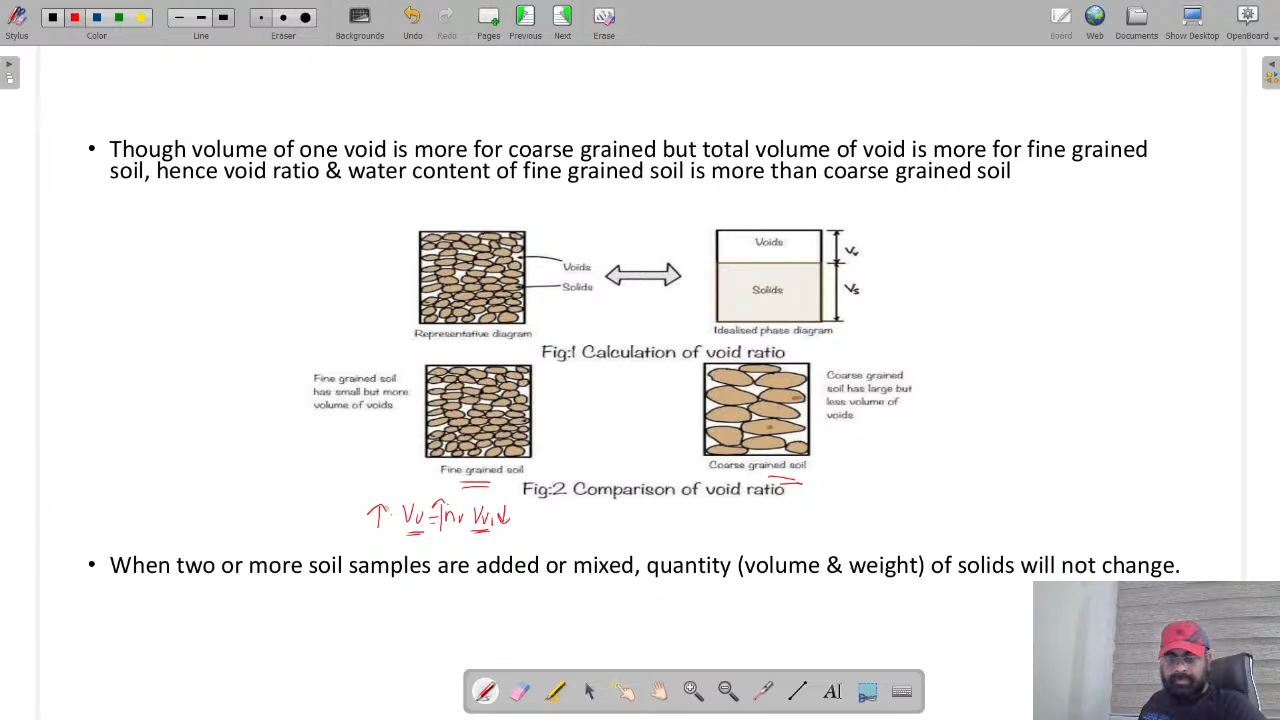 Stylus
Color
Line
Eraser
Backgrounds
Undo
Redo
Pages
Previous
Next
Erase
Board
Web
Documents
Show Desktop
OpenBoard
• Though volume of one void is more for coarse grained but total volume of void is more for fine grained
soil, hence void ratio & water content of fine grained soil is more than coarse grained soil
Voids
Solids
Voids
Solids
Vv
Vs
Representative diagram
Idealised phase diagram
Fig:1 Calculation of void ratio
Fine grained soil
has small but more
volume of voids
Coarse grained
soil has large but
less volume of
voids
Fine grained soil
Coarse grained soil
Fig:2 Comparison of void ratio
↑ Vv = ↑nv Vv1↓
• When two or more soil samples are added or mixed, quantity (volume & weight) of solids will not change.
AI